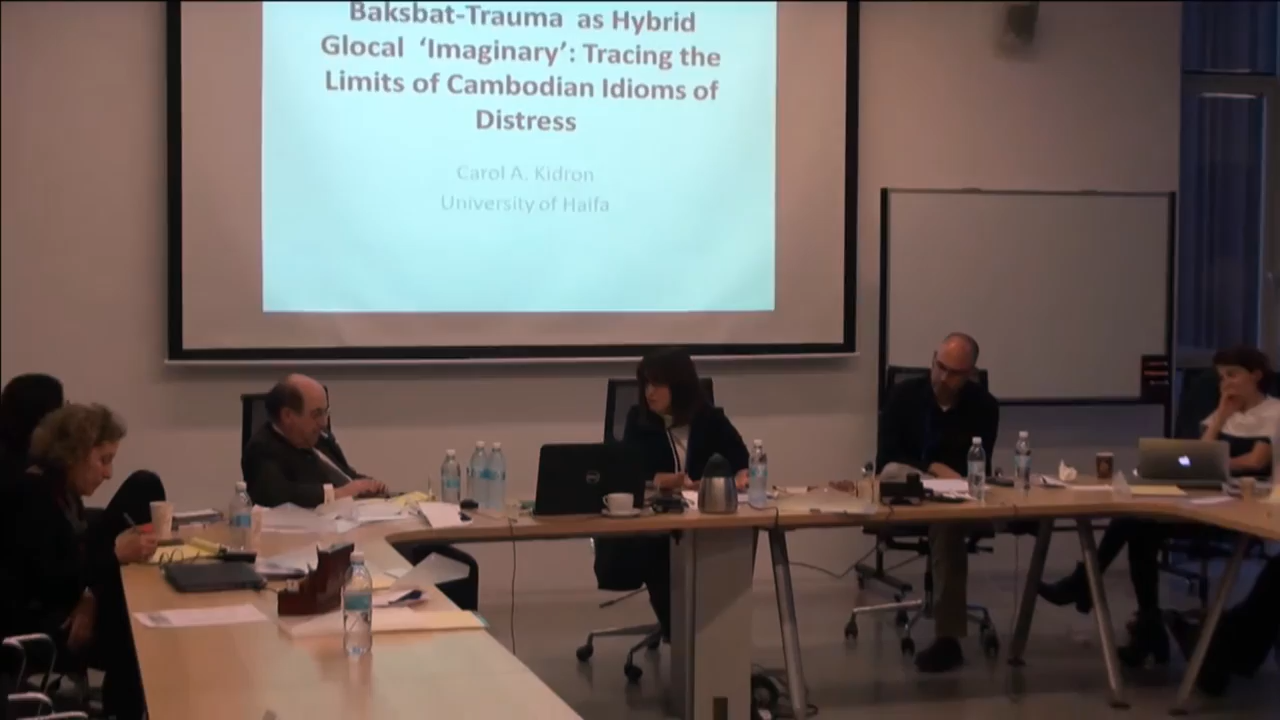 Baksbat-Trauma as Hybrid
Glocal ‘Imaginary’: Tracing the
Limits of Cambodian Idioms of
Distress
Carol A. Kidron
University of Haifa